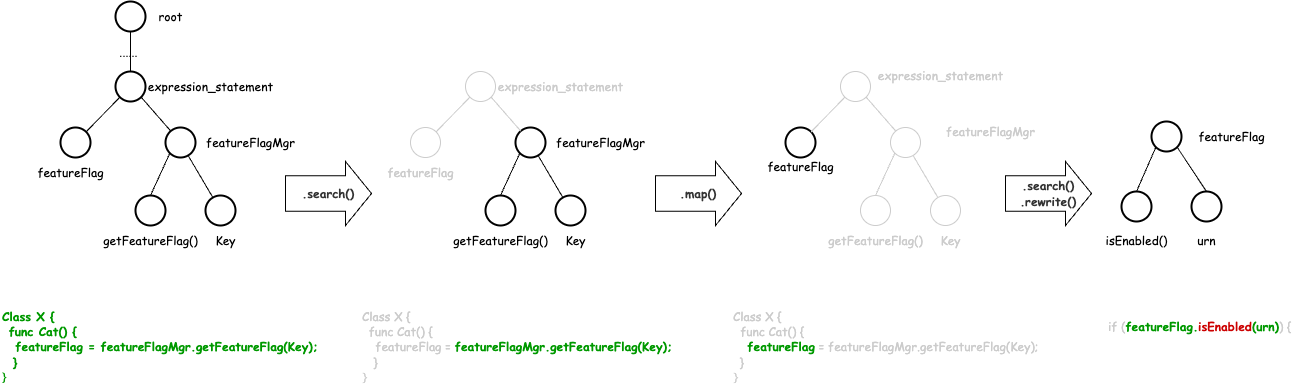 root
expression_statement
featureFlag
featureFlagMgr
getFeatureFlag()
Key
.search()
expression_statement
featureFlag
featureFlagMgr
getFeatureFlag()
Key
.map()
expression_statement
featureFlag
featureFlagMgr
getFeatureFlag()
Key
.search()
.rewrite()
featureFlag
isEnabled()
urn
Class X {
func Cat() {
featureFlag = featureFlagMgr.getFeatureFlag(Key);
}
}
Class X {
func Cat() {
featureFlag = featureFlagMgr.getFeatureFlag(Key);
}
}
Class X {
func Cat() {
featureFlag = featureFlagMgr.getFeatureFlag(Key);
}
}
if (featureFlag.isEnabled(urn)) {